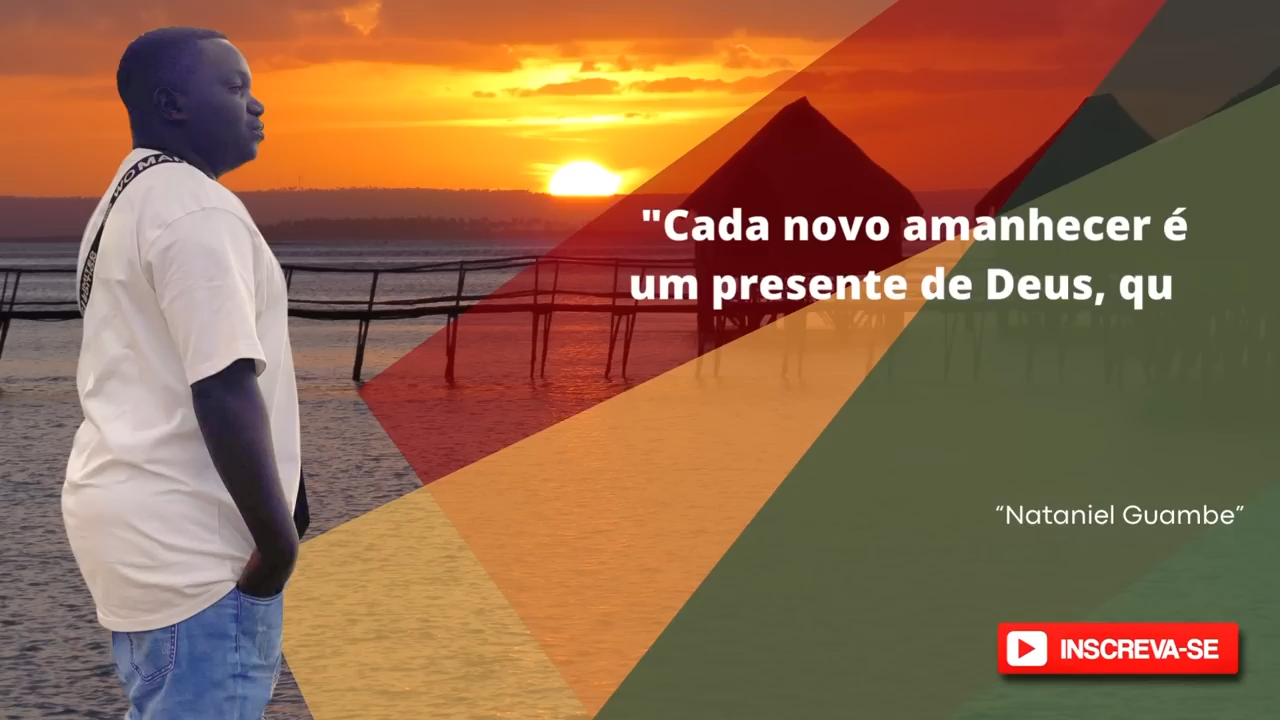 "Cada novo amanhecer é
um presente de Deus, qu
“Nataniel Guambe”
INSCREVA-SE